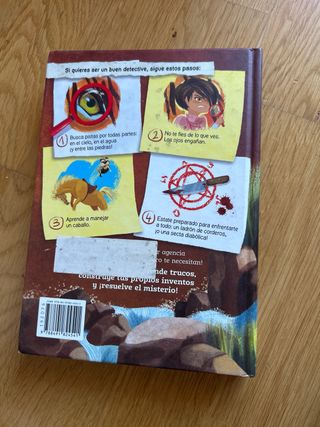 Si quieres ser un buen detective, sigue estos pasos:
1 Busca pistas por todas partes:
en el cielo, en el agua
¡y entre las piedras!
2 No te fíes de lo que ves.
Los ojos engañan.
3 Aprende a manejar
un caballo.
4 Estate preparado para enfrentarte
a todo: un ladrón de corderos,
¡o una secta diabólica!
agencia
te necesitan!
trucos,
construye tus propios inventos
y ¡resuelve el misterio!